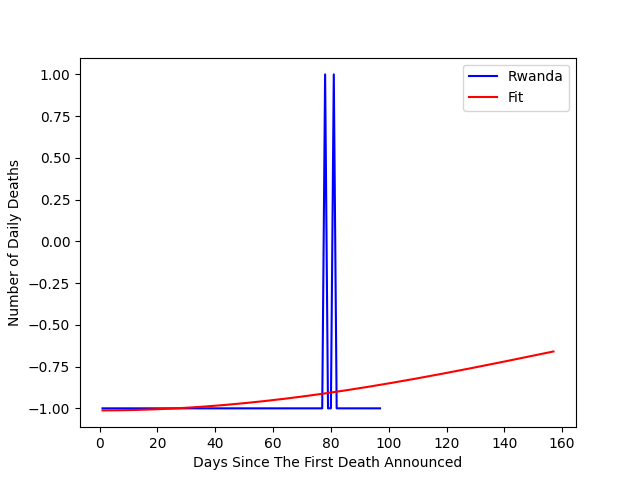 Rwanda
Fit
Number of Daily Deaths
1.00
0.75
0.50
0.25
0.00
−0.25
−0.50
−0.75
−1.00
0 20 40 60 80 100 120 140 160
Days Since The First Death Announced